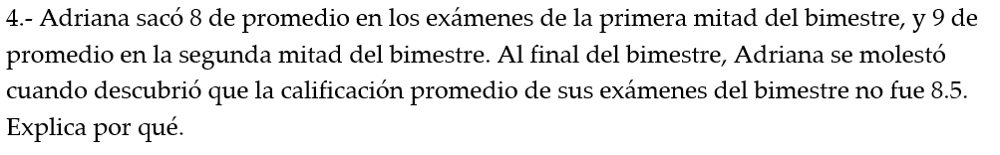 4.- Adriana sacó 8 de promedio en los exámenes de la primera mitad del bimestre, y 9 de
promedio en la segunda mitad del bimestre. Al final del bimestre, Adriana se molestó
cuando descubrió que la calificación promedio de sus exámenes del bimestre no fue 8.5.
Explica por qué.